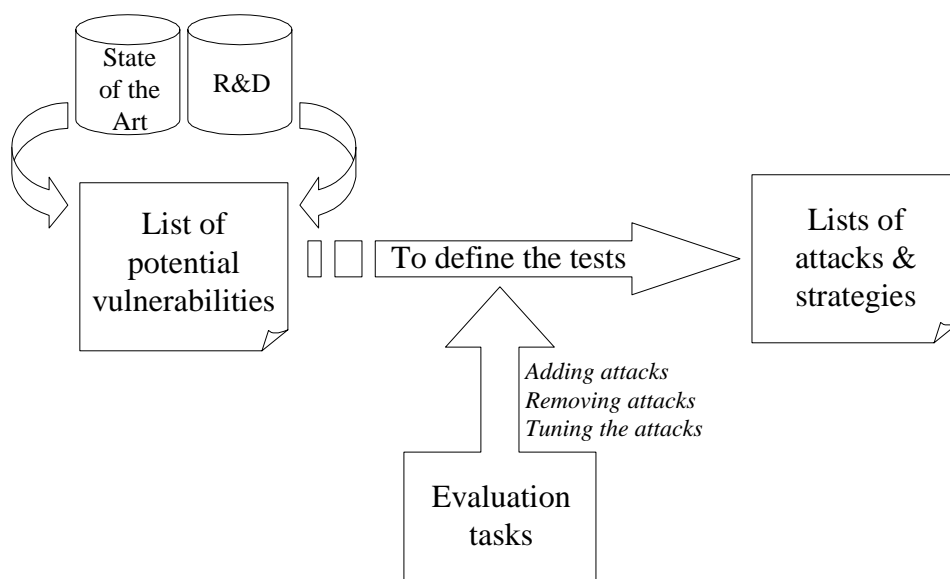 State
of the
Art
R&D
List of
potential
vulnerabilities
To define the tests
Lists of
attacks &
strategies
Adding attacks
Removing attacks
Tuning the attacks
Evaluation
tasks